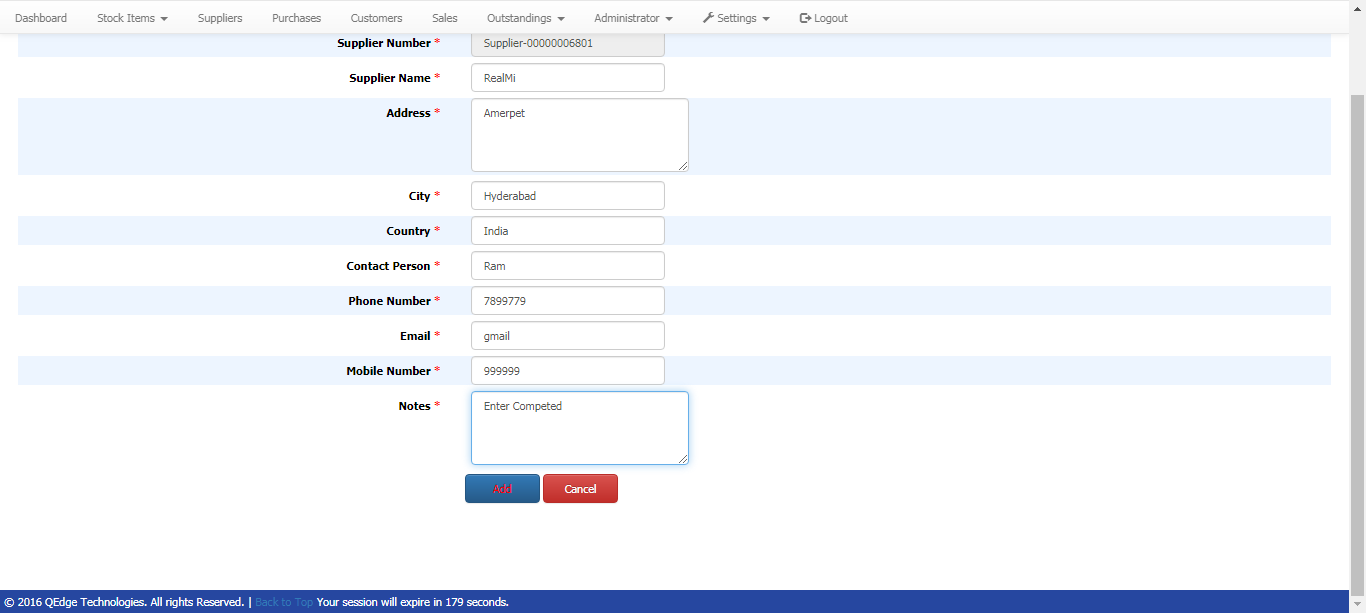 Dashboard Stock Items Suppliers Purchases Customers Sales Outstandings Administrator Settings Logout
Supplier Number * Supplier-00000006801
Supplier Name * RealMi
Address * Amerpet
City * Hyderabad
Country * India
Contact Person * Ram
Phone Number * 7899779
Email * gmail
Mobile Number * 999999
Notes * Enter Competed
Add Cancel
© 2016 QEdge Technologies. All rights Reserved. | Back to Top Your session will expire in 179 seconds.